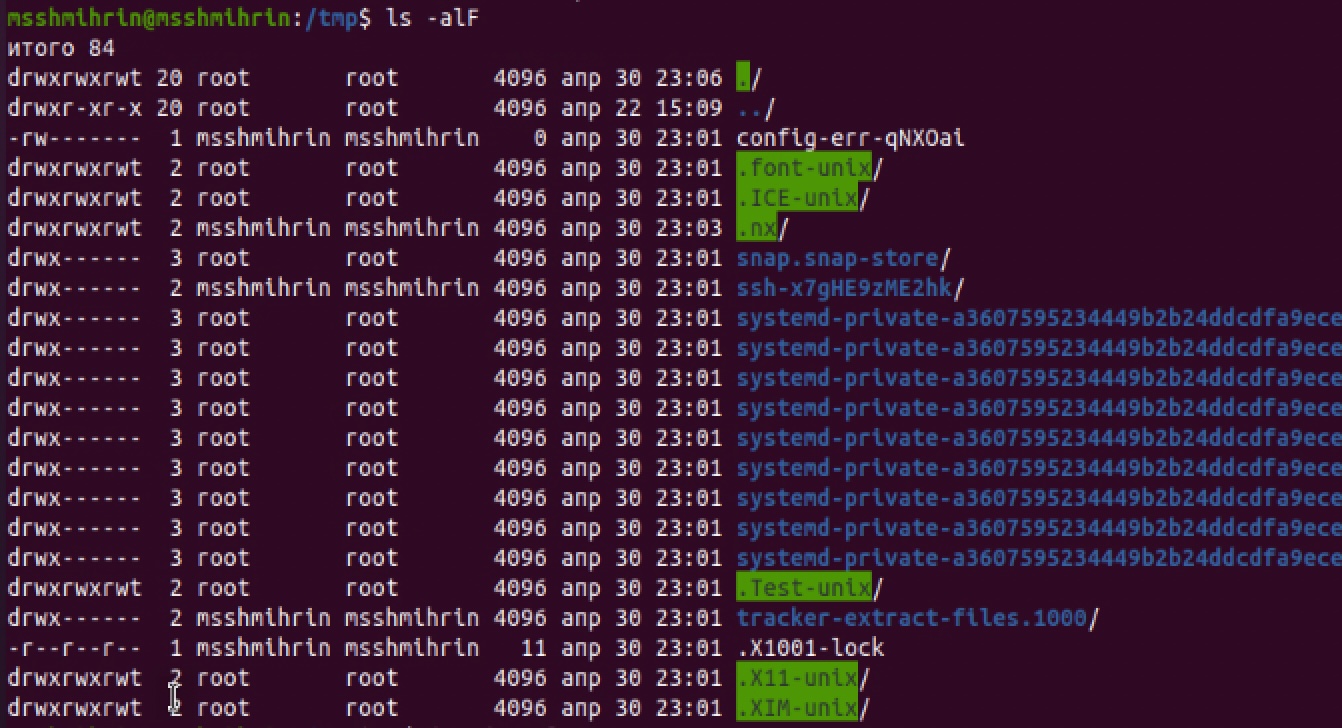 msshmihrin@msshmihrin:/tmp$ ls -alF
итого 84
drwxrwxrwt 20 root       root       4096 апр 30 23:06 ./
drwxr-xr-x 20 root       root       4096 апр 22 15:09 ../
-rw-------  1 msshmihrin msshmihrin    0 апр 30 23:01 config-err-qNXOai
drwxrwxrwt  2 root       root       4096 апр 30 23:01 .font-unix/
drwxrwxrwt  2 root       root       4096 апр 30 23:01 .ICE-unix/
drwxrwxrwt  2 msshmihrin msshmihrin 4096 апр 30 23:03 .nx/
drwx------  3 root       root       4096 апр 30 23:01 snap.snap-store/
drwx------  2 msshmihrin msshmihrin 4096 апр 30 23:01 ssh-x7gHE9zME2hk/
drwx------  3 root       root       4096 апр 30 23:01 systemd-private-a3607595234449b2b24ddcdfa9ece
drwx------  3 root       root       4096 апр 30 23:01 systemd-private-a3607595234449b2b24ddcdfa9ece
drwx------  3 root       root       4096 апр 30 23:01 systemd-private-a3607595234449b2b24ddcdfa9ece
drwx------  3 root       root       4096 апр 30 23:01 systemd-private-a3607595234449b2b24ddcdfa9ece
drwx------  3 root       root       4096 апр 30 23:01 systemd-private-a3607595234449b2b24ddcdfa9ece
drwx------  3 root       root       4096 апр 30 23:01 systemd-private-a3607595234449b2b24ddcdfa9ece
drwx------  3 root       root       4096 апр 30 23:01 systemd-private-a3607595234449b2b24ddcdfa9ece
drwx------  3 root       root       4096 апр 30 23:01 systemd-private-a3607595234449b2b24ddcdfa9ece
drwx------  3 root       root       4096 апр 30 23:01 systemd-private-a3607595234449b2b24ddcdfa9ece
drwxrwxrwt  2 root       root       4096 апр 30 23:01 .Test-unix/
drwx------  2 msshmihrin msshmihrin 4096 апр 30 23:01 tracker-extract-files.1000/
-r--r--r--  1 msshmihrin msshmihrin   11 апр 30 23:01 .X1001-lock
drwxrwxrwt  2 root       root       4096 апр 30 23:01 .X11-unix/
drwxrwxrwt  2 root       root       4096 апр 30 23:01 .XIM-unix/